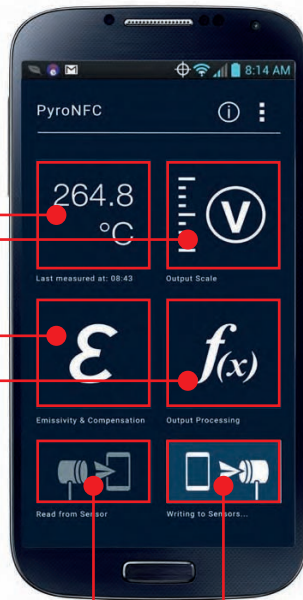 8:14 AM
PyroNFC
264.8
°C
V
Last measured at: 08:43
Output Scale
ε
f(x)
Emissivity & Compensation
Output Processing
Read from Sensor
Writing to Sensors...